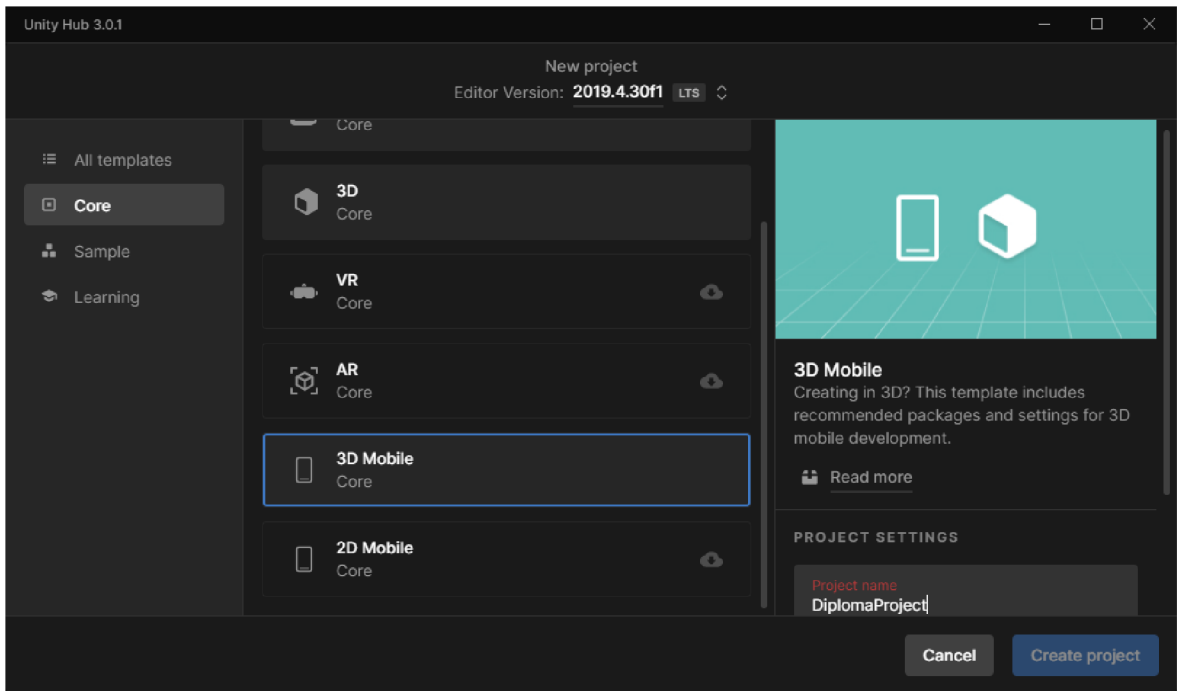 Unity Hub 3.0.1
New project
Editor Version: 2019.4.30f1 LTS
All templates
Core
Sample
Learning
Core
3D
Core
VR
Core
AR
Core
3D Mobile
Core
2D Mobile
Core
3D Mobile
Creating in 3D? This template includes
recommended packages and settings for 3D
mobile development.
Read more
PROJECT SETTINGS
Project name
DiplomaProject
Cancel
Create project